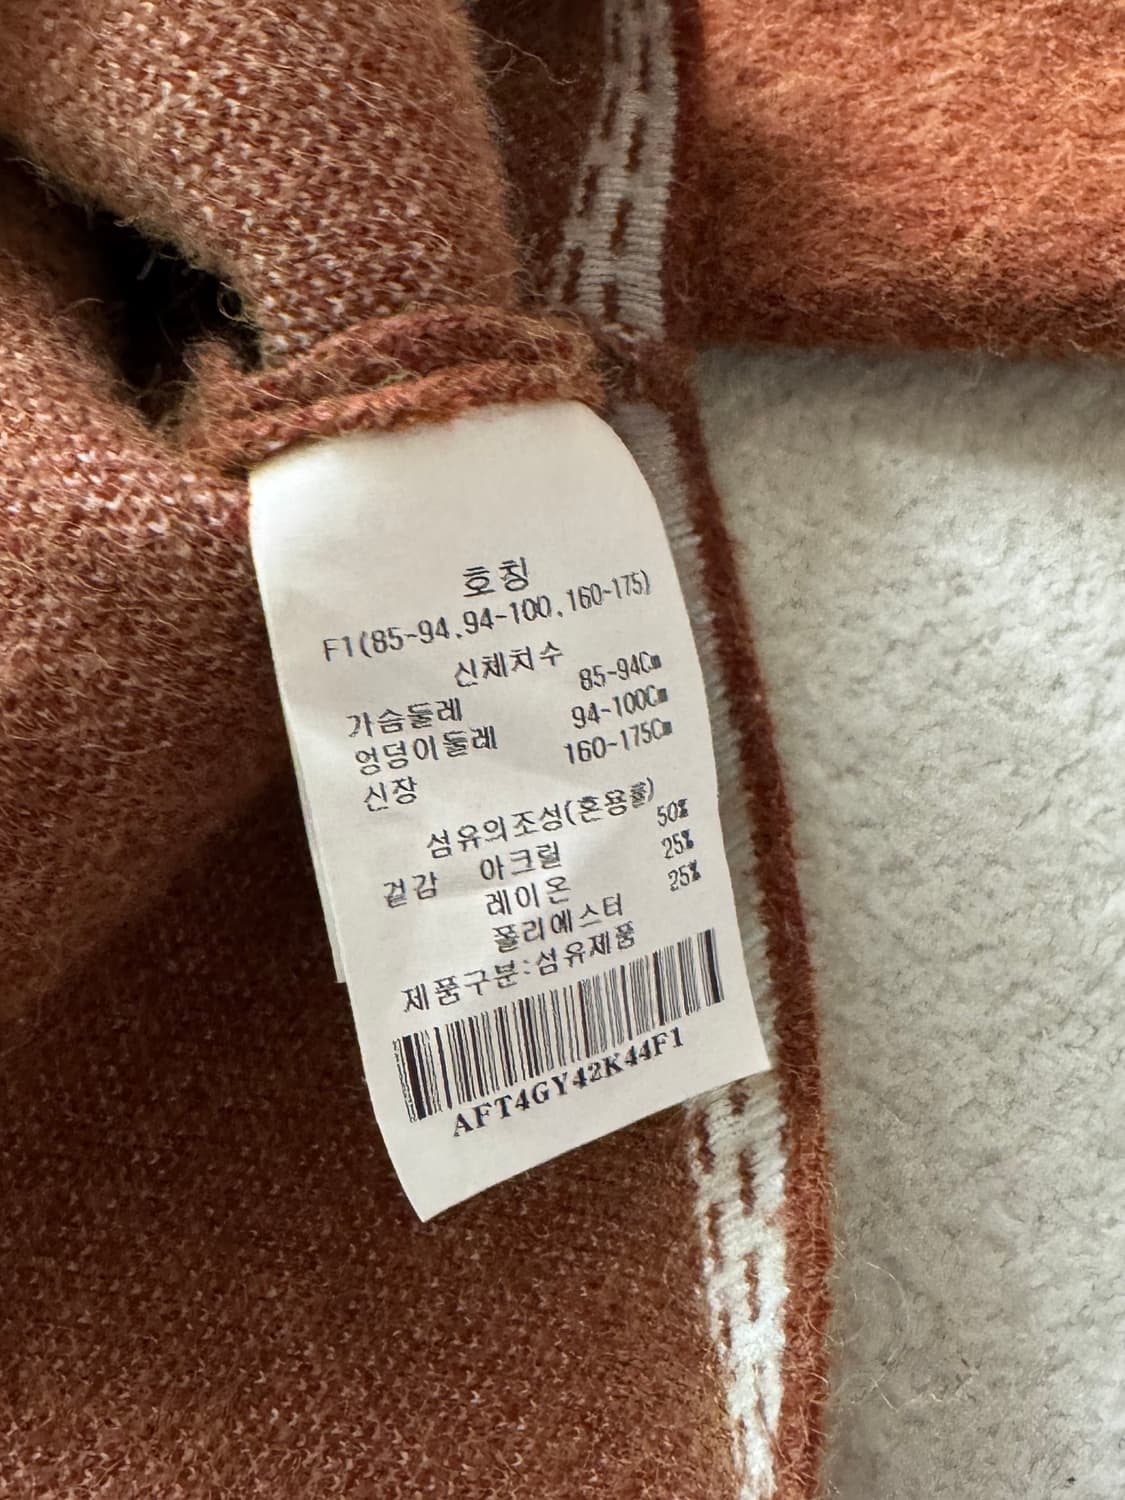 호칭
F1(85-94,94-100,160-175)
신체치수
가슴둘레 85-94Cm
엉덩이둘레 94-100Cm
신장 160-175Cm
섬유의조성(혼용률)
겉감 아크릴 50%
레이온 25%
폴리에스터 25%
제품구분:섬유제품
AFT4GY42K44F1